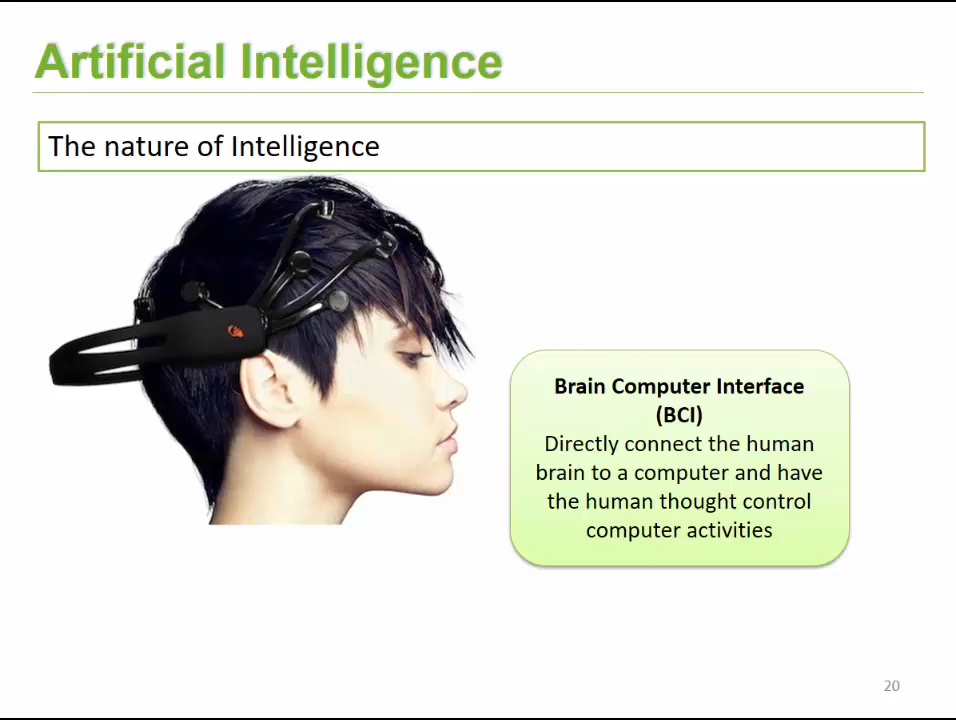 Artificial Intelligence
The nature of Intelligence
Brain Computer Interface
(BCI)
Directly connect the human
brain to a computer and have
the human thought control
computer activities
20